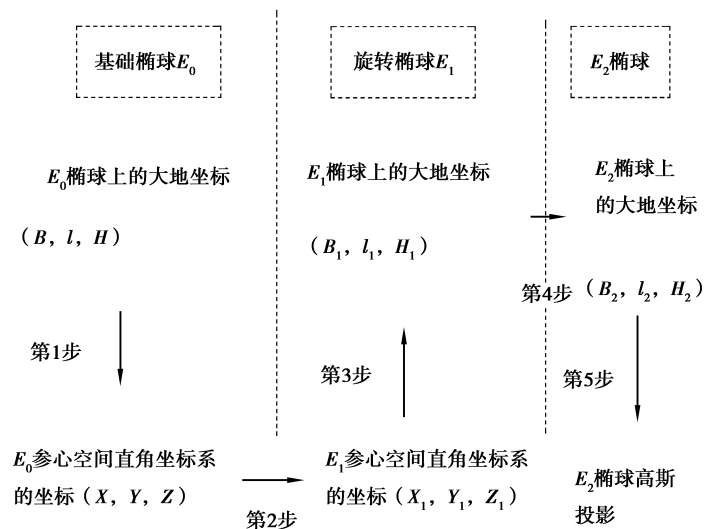 基础椭球E₀
旋转椭球E₁
E₂椭球
E₀椭球上的大地坐标
（B，l，H）
第1步
E₀参心空间直角坐标系
的坐标（X，Y，Z）
第2步
E₁椭球上的大地坐标
（B₁，l₁，H₁）
第3步
E₁参心空间直角坐标系
的坐标（X₁，Y₁，Z₁）
第4步
E₂椭球上
的大地坐标
（B₂，l₂，H₂）
第5步
E₂椭球高斯
投影